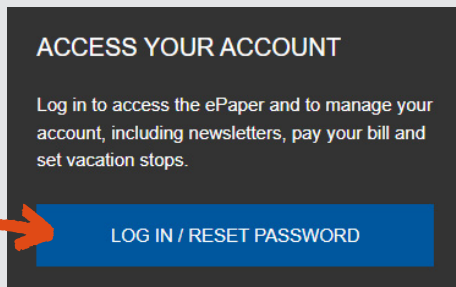 ACCESS YOUR ACCOUNT
Log in to access the ePaper and to manage your
account, including newsletters, pay your bill and
set vacation stops.
LOG IN / RESET PASSWORD